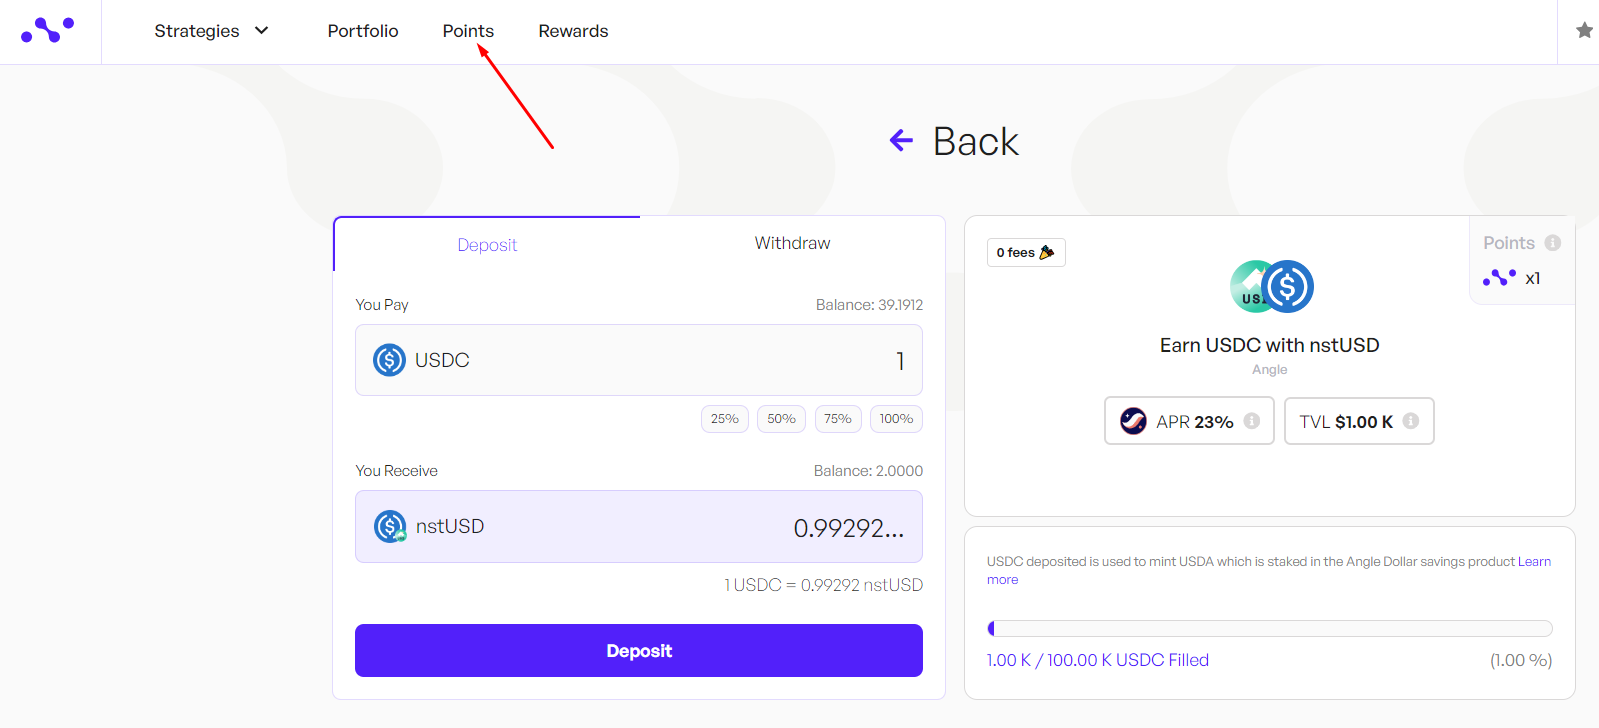 Strategies Portfolio Points Rewards
Back
Deposit Withdraw
You Pay Balance: 39.1912
USDC 1
25% 50% 75% 100%
You Receive Balance: 2.0000
nstUSD 0.99292...
1 USDC = 0.99292 nstUSD
Deposit
0 fees
Points
x1
Earn USDC with nstUSD
Angle
APR 23% TVL $1.00 K
USDC deposited is used to mint USDA which is staked in the Angle Dollar savings product Learn
more
1.00 K / 100.00 K USDC Filled (1.00 %)